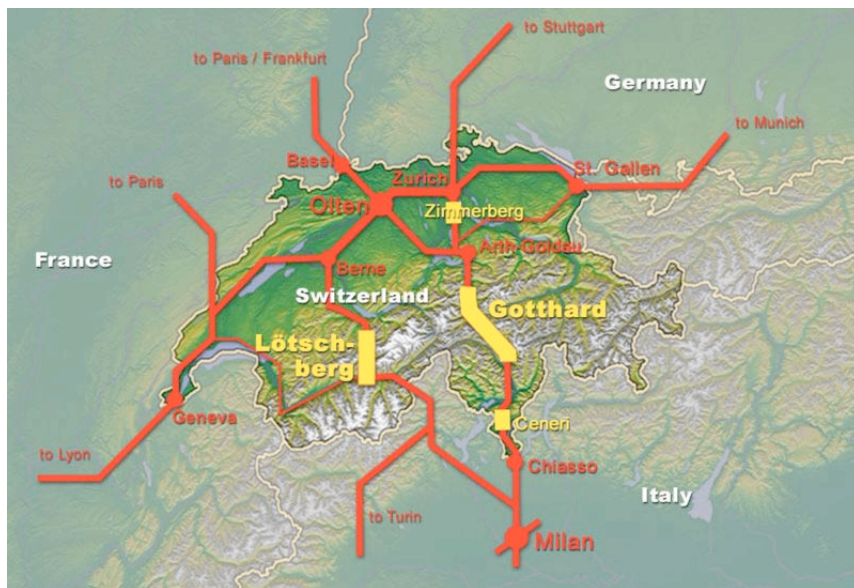 to Stuttgart
to Paris / Frankfurt
Germany
to Munich
Basel
Zurich
St. Gallen
to Paris
Olten
Zimmerberg
Arth-Goldau
France
Berne
Switzerland
Gotthard
Lötsch-
berg
Geneva
Ceneri
to Lyon
Chiasso
Italy
to Turin
Milan